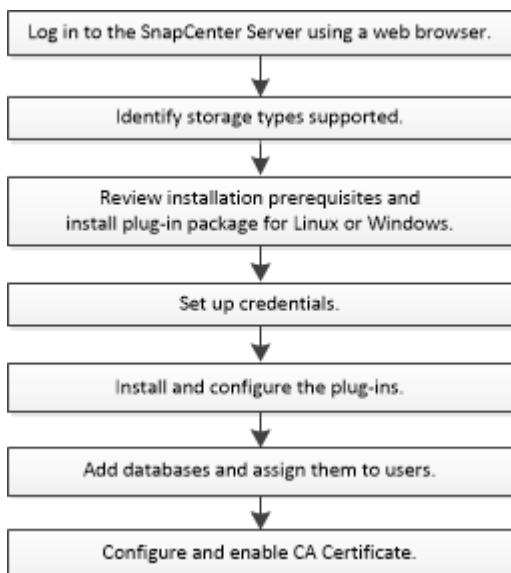 Log in to the SnapCenter Server using a web browser.
Identify storage types supported.
Review installation prerequisites and
install plug-in package for Linux or Windows.
Set up credentials.
Install and configure the plug-ins.
Add databases and assign them to users.
Configure and enable CA Certificate.